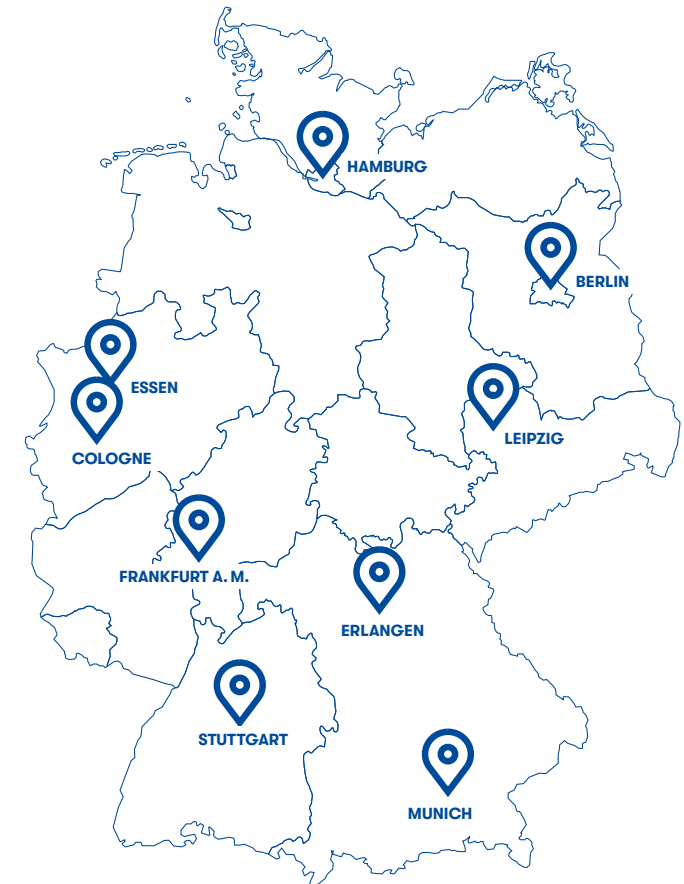 HAMBURG
BERLIN
ESSEN
LEIPZIG
COLOGNE
FRANKFURT A. M.
ERLANGEN
STUTTGART
MUNICH